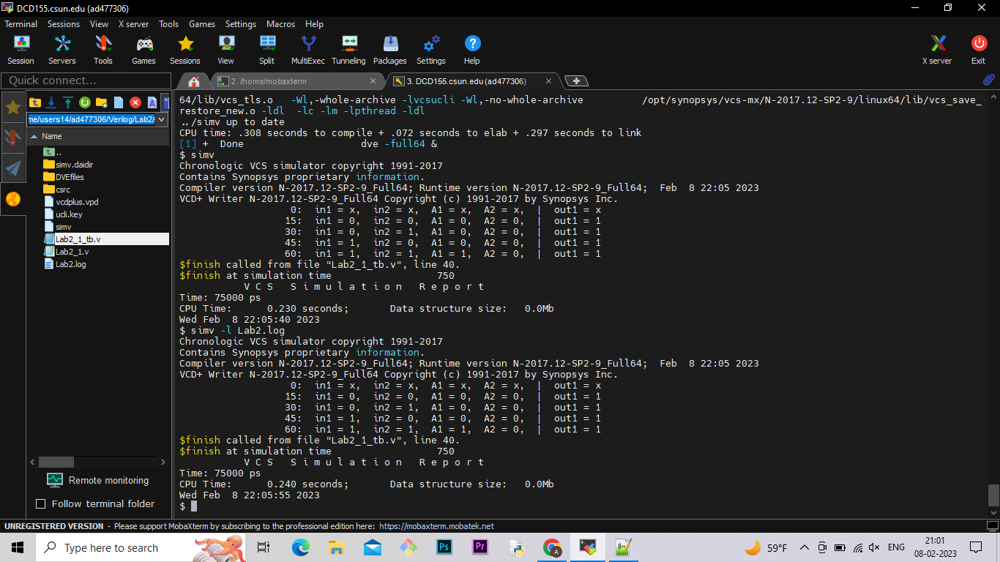 DCD155.csun.edu (ad477306)
Terminal Sessions View X server Tools Games Settings Macros Help
Session Servers Tools Games Sessions View Split MultiExec Tunneling Packages Settings Help X server Exit
Quick connect...
2. /home/mobaxterm
3. DCD155.csun.edu (ad477306)
me/users14/ad477306/Verilog/Lab2/
Name
..
simv.daidir
DVEfiles
csrc
vcdplus.vpd
ucli.key
simv
Lab2_1_tb.v
Lab2_1.v
Lab2.log
Remote monitoring
Follow terminal folder
64/lib/vcs_tls.o   -Wl,-whole-archive -lvcsucli -Wl,-no-whole-archive          /opt/synopsys/vcs-mx/N-2017.12-SP2-9/linux64/lib/vcs_save_
restore_new.o -ldl  -lc -lm -lpthread -ldl
../simv up to date
CPU time: .308 seconds to compile + .072 seconds to elab + .297 seconds to link
[1] +  Done                    dve -full64 &
$ simv
Chronologic VCS simulator copyright 1991-2017
Contains Synopsys proprietary information.
Compiler version N-2017.12-SP2-9_Full64; Runtime version N-2017.12-SP2-9_Full64;  Feb  8 22:05 2023
VCD+ Writer N-2017.12-SP2-9_Full64 Copyright (c) 1991-2017 by Synopsys Inc.
0:  in1 = x,  in2 = x,  A1 = x,  A2 = x,  |  out1 = x
15:  in1 = 0,  in2 = 0,  A1 = 0,  A2 = 0,  |  out1 = 1
30:  in1 = 0,  in2 = 1,  A1 = 0,  A2 = 0,  |  out1 = 1
45:  in1 = 1,  in2 = 0,  A1 = 0,  A2 = 0,  |  out1 = 1
60:  in1 = 1,  in2 = 1,  A1 = 1,  A2 = 0,  |  out1 = 1
$finish called from file "Lab2_1_tb.v", line 40.
$finish at simulation time                  750
V C S   S i m u l a t i o n   R e p o r t
Time: 75000 ps
CPU Time:      0.230 seconds;       Data structure size:   0.0Mb
Wed Feb  8 22:05:40 2023
$ simv -l Lab2.log
Chronologic VCS simulator copyright 1991-2017
Contains Synopsys proprietary information.
Compiler version N-2017.12-SP2-9_Full64; Runtime version N-2017.12-SP2-9_Full64;  Feb  8 22:05 2023
VCD+ Writer N-2017.12-SP2-9_Full64 Copyright (c) 1991-2017 by Synopsys Inc.
0:  in1 = x,  in2 = x,  A1 = x,  A2 = x,  |  out1 = x
15:  in1 = 0,  in2 = 0,  A1 = 0,  A2 = 0,  |  out1 = 1
30:  in1 = 0,  in2 = 1,  A1 = 0,  A2 = 0,  |  out1 = 1
45:  in1 = 1,  in2 = 0,  A1 = 0,  A2 = 0,  |  out1 = 1
60:  in1 = 1,  in2 = 1,  A1 = 1,  A2 = 0,  |  out1 = 1
$finish called from file "Lab2_1_tb.v", line 40.
$finish at simulation time                  750
V C S   S i m u l a t i o n   R e p o r t
Time: 75000 ps
CPU Time:      0.240 seconds;       Data structure size:   0.0Mb
Wed Feb  8 22:05:55 2023
$
UNREGISTERED VERSION - Please support MobaXterm by subscribing to the professional edition here: https://mobaxterm.mobatek.net
Type here to search
Ps
Pr
A
59°F
ENG
21:01
08-02-2023